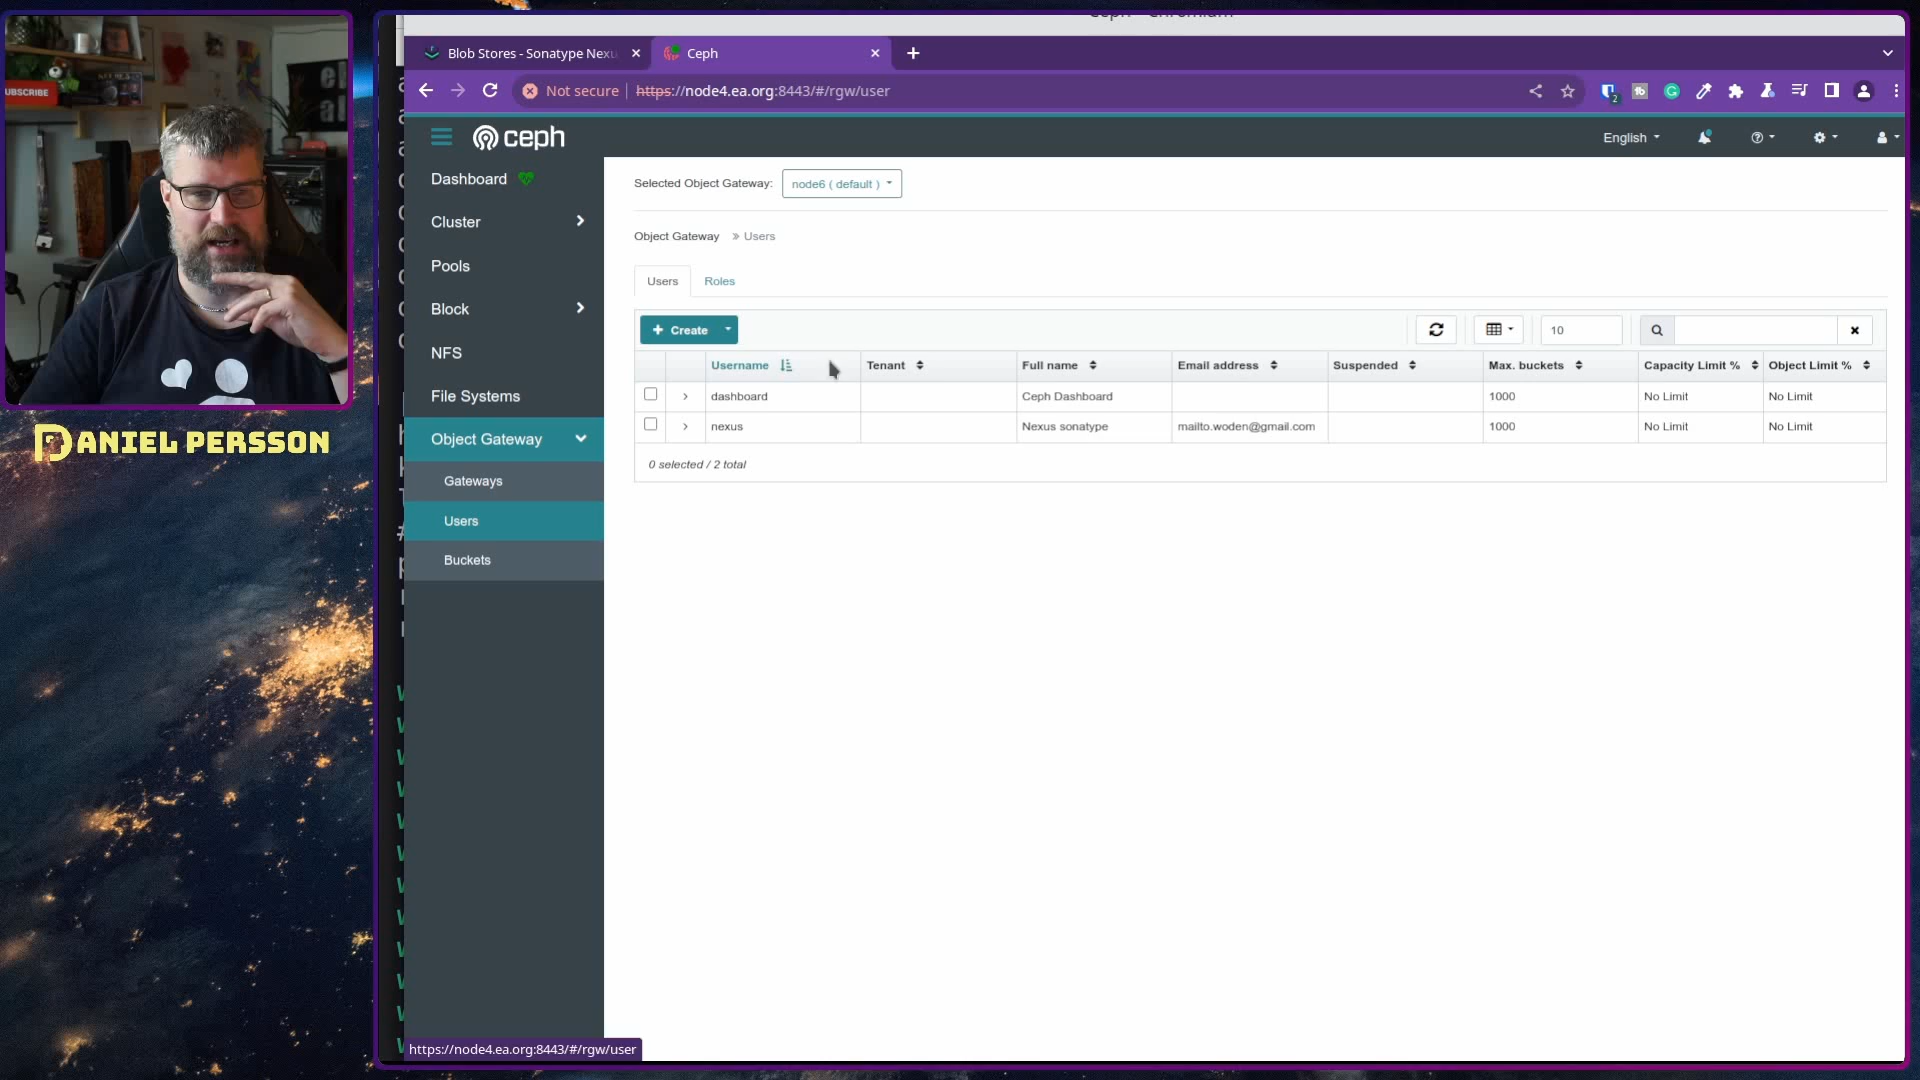 UBSCRIBE
DANIEL PERSSON
Blob Stores - Sonatype Nexu
Ceph
Not secure
https://node4.ea.org:8443/#/rgw/user
ceph
English
Dashboard
Cluster
Pools
Block
NFS
File Systems
Object Gateway
Gateways
Users
Buckets
Selected Object Gateway: node6 ( default )
Object Gateway » Users
Users Roles
+ Create 10
Username Tenant Full name Email address Suspended Max. buckets Capacity Limit % Object Limit %
dashboard Ceph Dashboard 1000 No Limit No Limit
nexus Nexus sonatype mailto.woden@gmail.com 1000 No Limit No Limit
0 selected / 2 total
https://node4.ea.org:8443/#/rgw/user